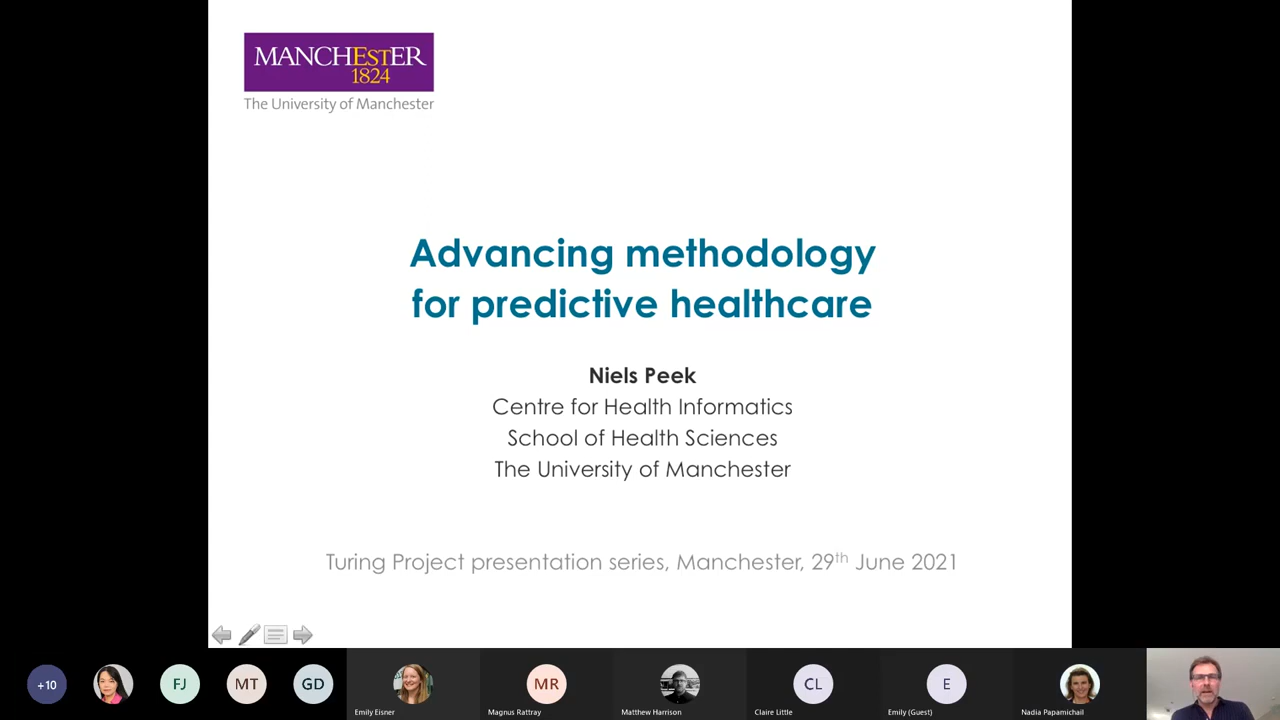 MANCHESTER
1824
The University of Manchester
Advancing methodology
for predictive healthcare
Niels Peek
Centre for Health Informatics
School of Health Sciences
The University of Manchester
Turing Project presentation series, Manchester, 29th June 2021
+10
FJ
MT
GD
Emily Eisner
MR
Magnus Rattray
Matthew Harrison
CL
Claire Little
E
Emily (Guest)
Nadia Papamichail